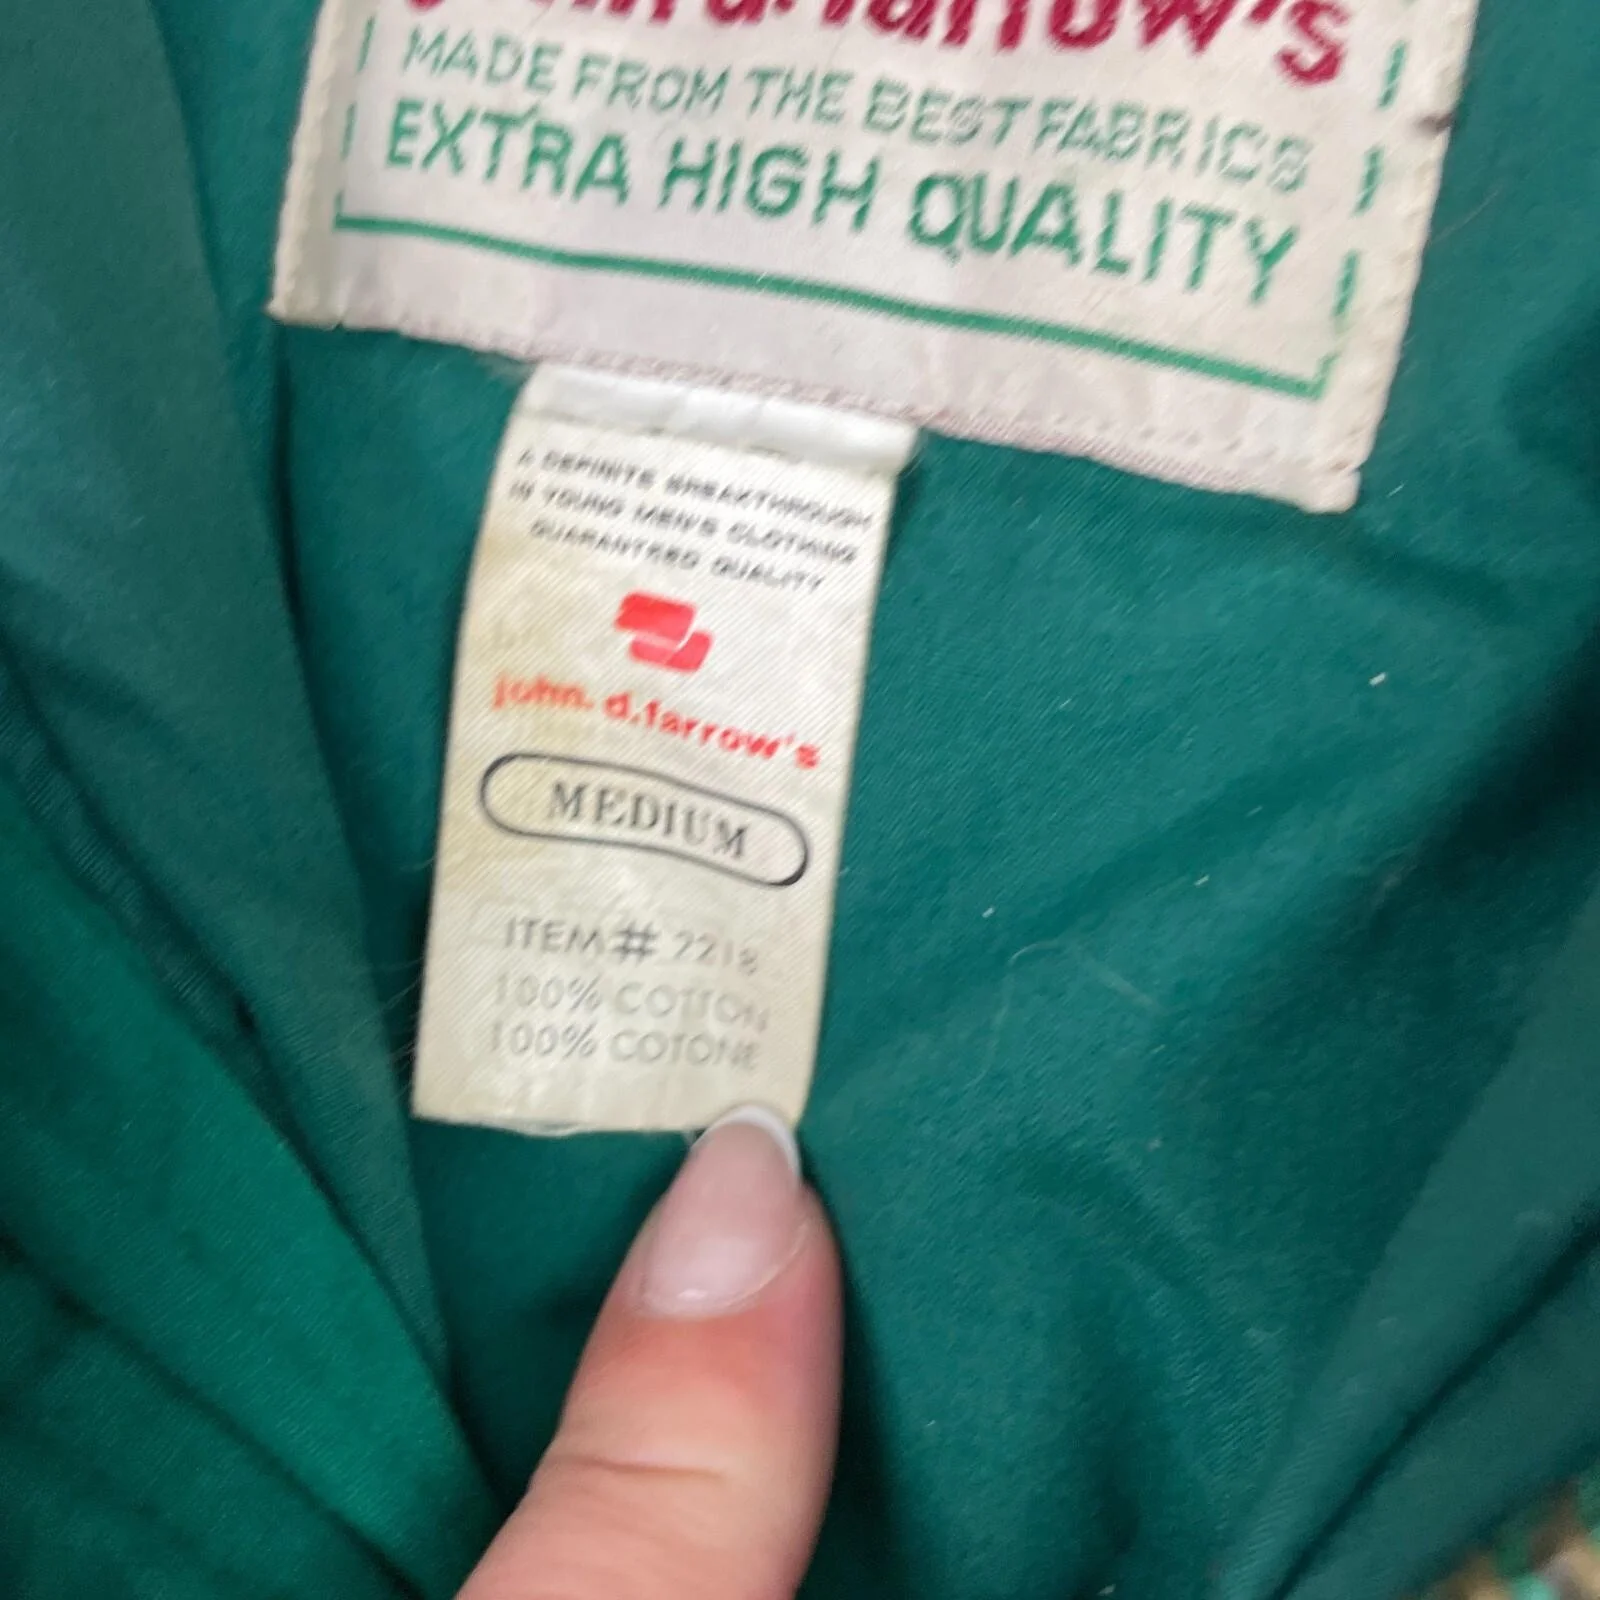 MADE FROM THE BEST FABRICS
EXTRA HIGH QUALITY
A DEFINITE BREAKTHROUGH
IN YOUNG MEN'S CLOTHING
GUARANTEED QUALITY
john. d.farrow's
MEDIUM
ITEM # 2218
100% COTTON
100% COTONE